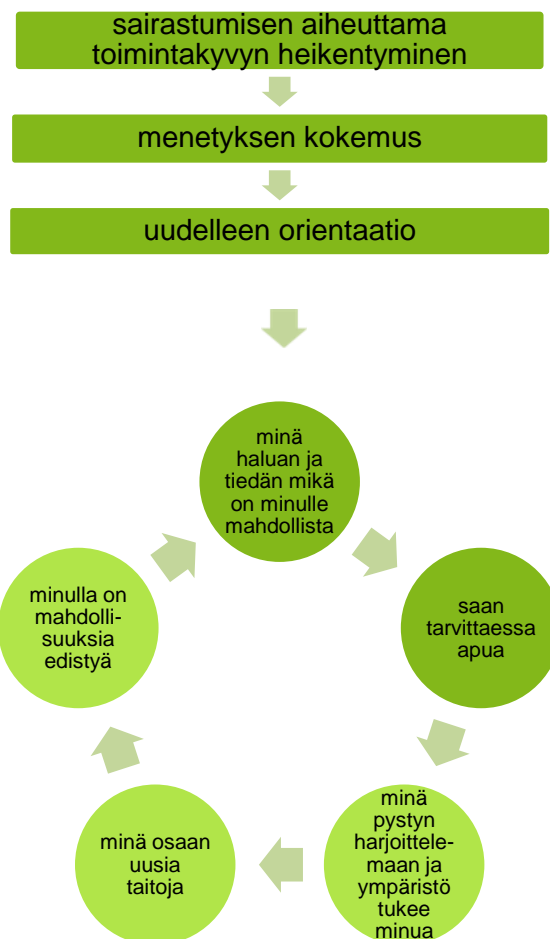 sairastumisen aiheuttama
toimintakyvyn heikentyminen
menetyksen kokemus
uudelleen orientaatio
minä
haluan ja
tiedän mikä
on minulle
mahdollista
saan
tarvittaessa
apua
minä
pystyn
harjoittele-
maan ja
ympäristö
tukee
minua
minä osaan
uusia
taitoja
minulla on
mahdolli-
suuksia
edistyä